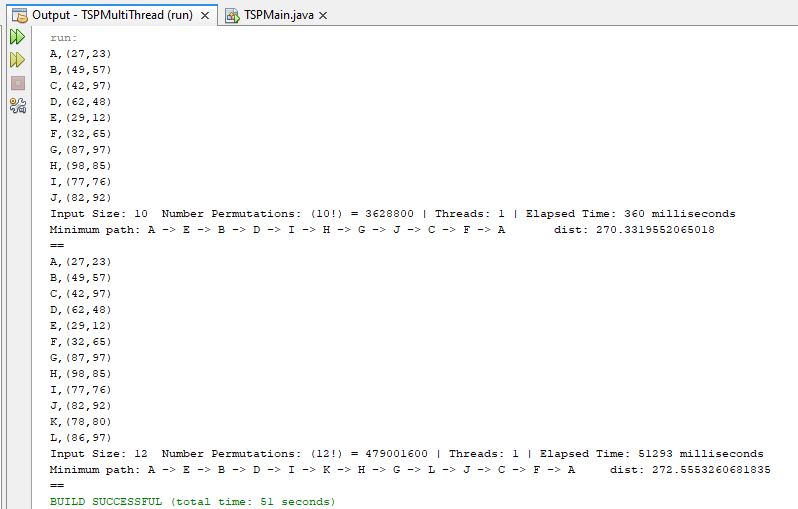 Output - TSPMultiThread (run) TSPMain.java
run:
A,(27,23)
B,(49,57)
C,(42,97)
D,(62,48)
E,(29,12)
F,(32,65)
G,(87,97)
H,(98,85)
I,(77,76)
J,(82,92)
Input Size: 10  Number Permutations: (10!) = 3628800 | Threads: 1 | Elapsed Time: 360 milliseconds
Minimum path: A -> E -> B -> D -> I -> H -> G -> J -> C -> F -> A       dist: 270.3319552065018
==
A,(27,23)
B,(49,57)
C,(42,97)
D,(62,48)
E,(29,12)
F,(32,65)
G,(87,97)
H,(98,85)
I,(77,76)
J,(82,92)
K,(78,80)
L,(86,97)
Input Size: 12  Number Permutations: (12!) = 479001600 | Threads: 1 | Elapsed Time: 51293 milliseconds
Minimum path: A -> E -> B -> D -> I -> K -> H -> G -> L -> J -> C -> F -> A     dist: 272.5553260681835
==
BUILD SUCCESSFUL (total time: 51 seconds)